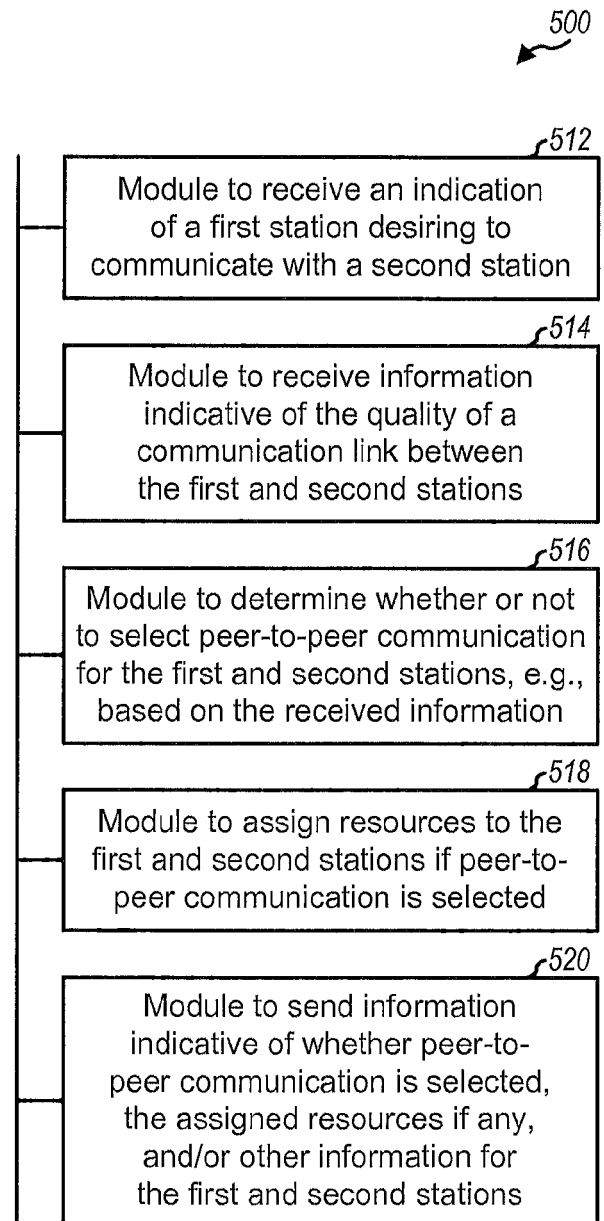 500
512
Module to receive an indication
of a first station desiring to
communicate with a second station
514
Module to receive information
indicative of the quality of a
communication link between
the first and second stations
516
Module to determine whether or not
to select peer-to-peer communication
for the first and second stations, e.g.,
based on the received information
518
Module to assign resources to the
first and second stations if peer-to-
peer communication is selected
520
Module to send information
indicative of whether peer-to-
peer communication is selected,
the assigned resources if any,
and/or other information for
the first and second stations